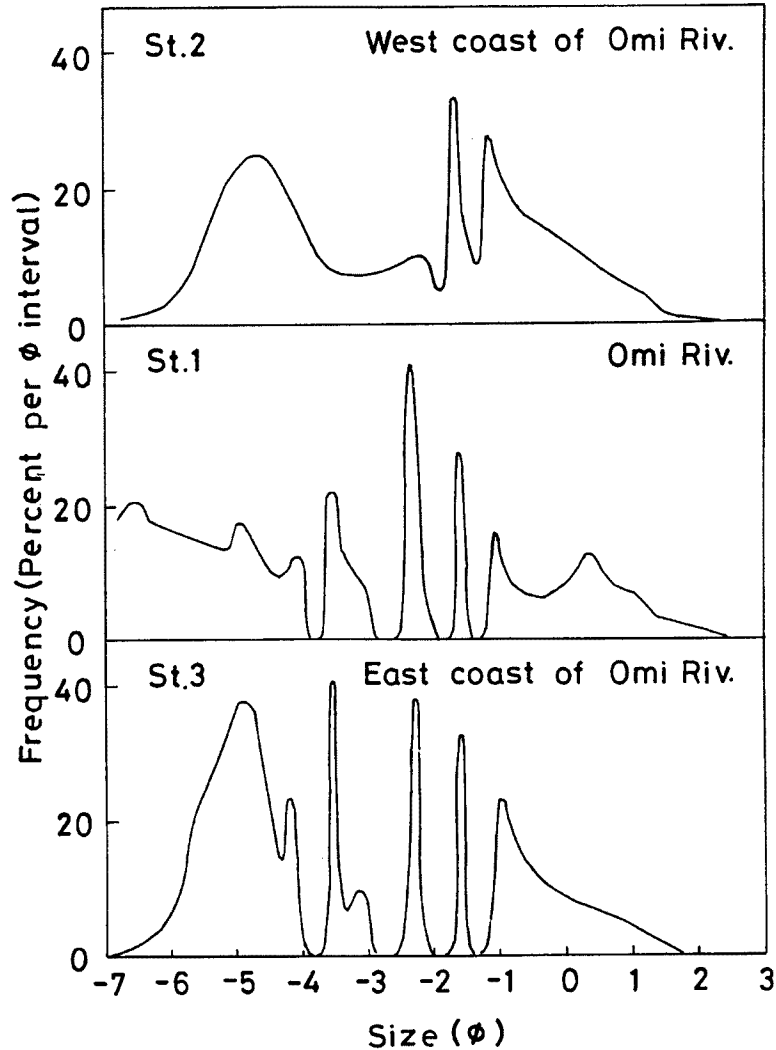 Frequency (Percent per ϕ interval)
St.2 West coast of Omi Riv.
40
20
0
St.1 Omi Riv.
40
20
0
St.3 East coast of Omi Riv.
40
20
0
-7 -6 -5 -4 -3 -2 -1 0 1 2 3
Size (ϕ)